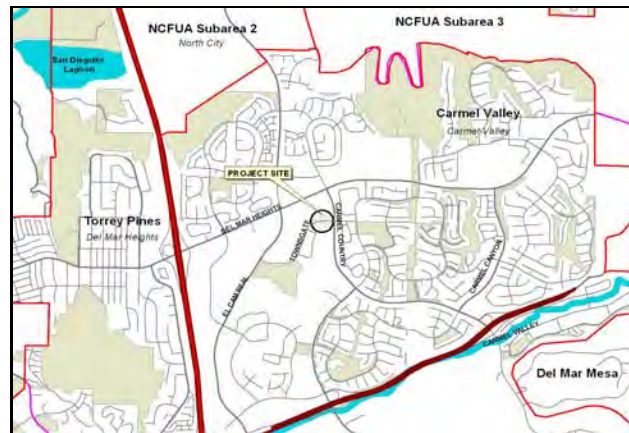 NCFUA Subarea 2
North City
NCFUA Subarea 3
San Dieguito
Lagoon
Carmel Valley
Carmel Valley
PROJECT SITE
Torrey Pines
Del Mar Heights
DEL MAR HEIGHTS
TOWNSGATE
CARMEL COUNTRY
EL CAMINO REAL
CARMEL CANYON
CARMEL VALLEY
Del Mar Mesa